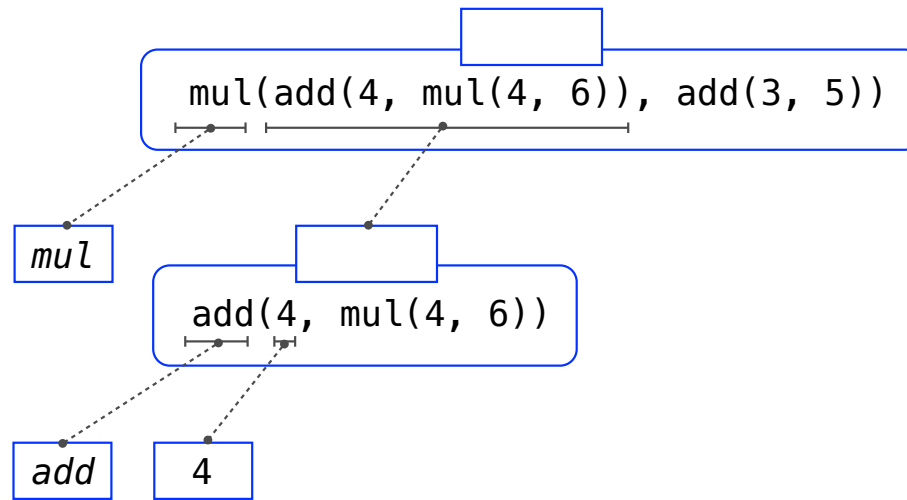 mul(add(4, mul(4, 6)), add(3, 5))
mul
add(4, mul(4, 6))
add
4